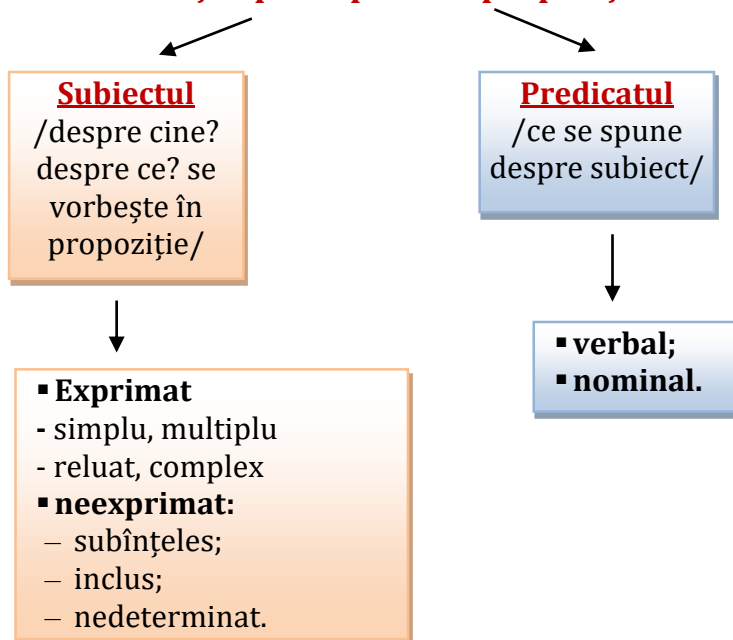 Subiectul
/despre cine?
despre ce? se
vorbește în
propoziție/
Predicatul
/ce se spune
despre subiect/
▪ Exprimat
- simplu, multiplu
- reluat, complex
▪ neexprimat:
– subînțeles;
– inclus;
– nedeterminat.
▪ verbal;
▪ nominal.